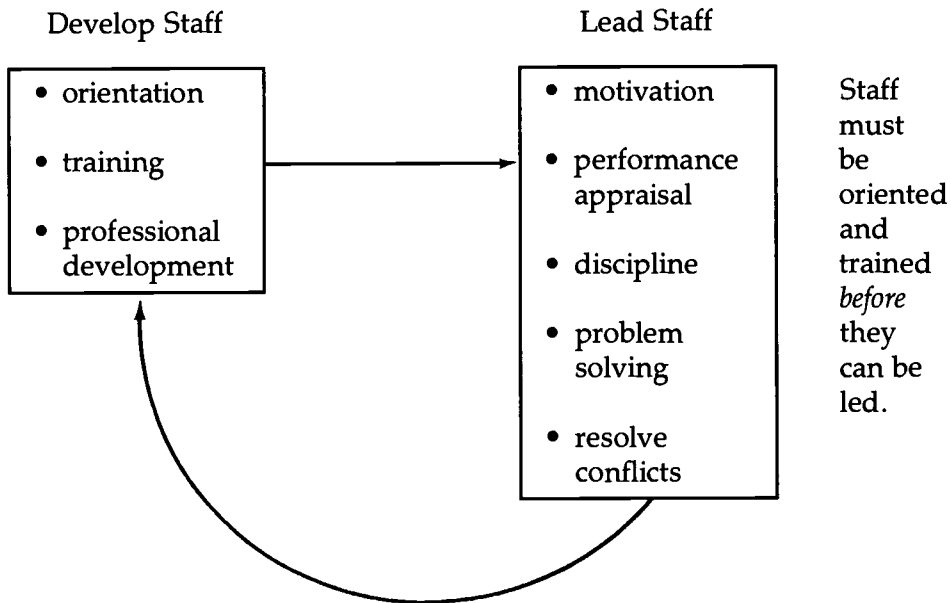 Develop Staff
• orientation
• training
• professional
development
Lead Staff
• motivation
• performance
appraisal
• discipline
• problem
solving
• resolve
conflicts
Staff
must
be
oriented
and
trained
before
they
can be
led.